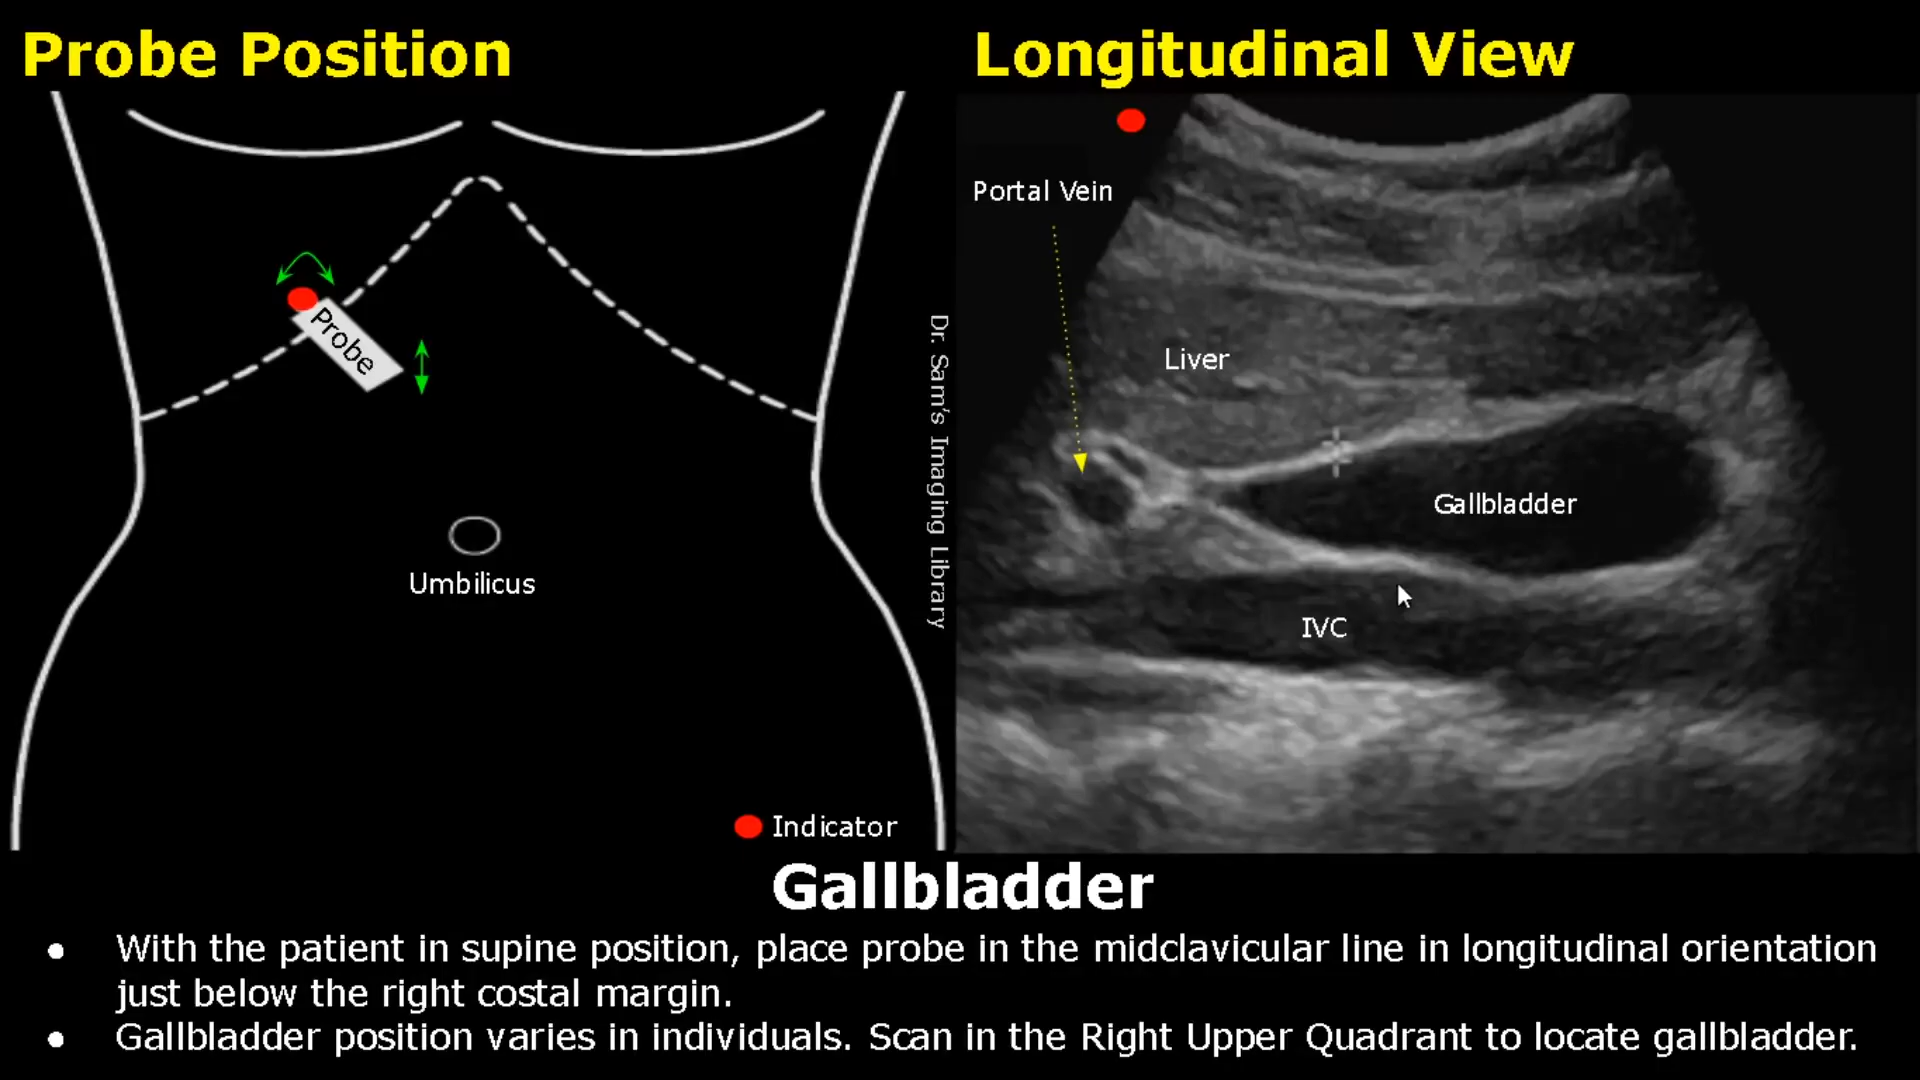 Probe Position
Longitudinal View
Portal Vein
Probe
Liver
Dr. Sam's Imaging Library
Gallbladder
Umbilicus
IVC
Indicator
Gallbladder
• With the patient in supine position, place probe in the midclavicular line in longitudinal orientation
just below the right costal margin.
• Gallbladder position varies in individuals. Scan in the Right Upper Quadrant to locate gallbladder.